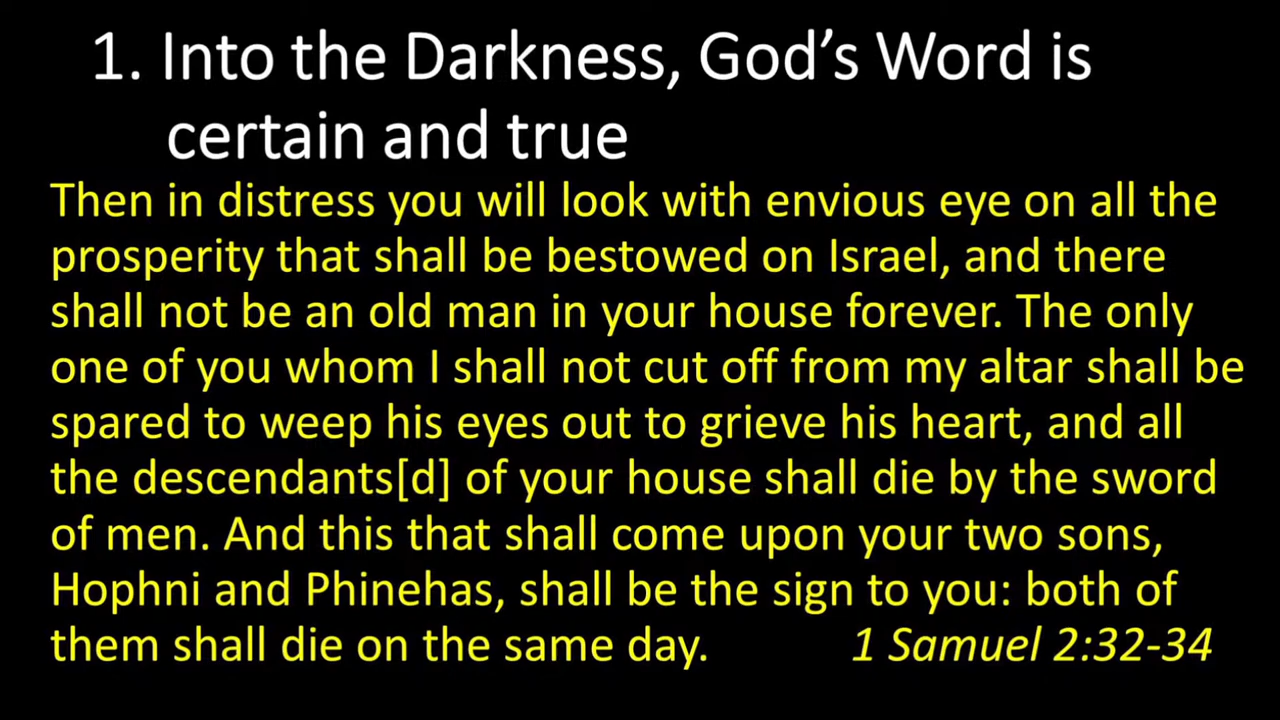 1. Into the Darkness, God’s Word is
certain and true
Then in distress you will look with envious eye on all the
prosperity that shall be bestowed on Israel, and there
shall not be an old man in your house forever. The only
one of you whom I shall not cut off from my altar shall be
spared to weep his eyes out to grieve his heart, and all
the descendants[d] of your house shall die by the sword
of men. And this that shall come upon your two sons,
Hophni and Phinehas, shall be the sign to you: both of
them shall die on the same day. 1 Samuel 2:32-34